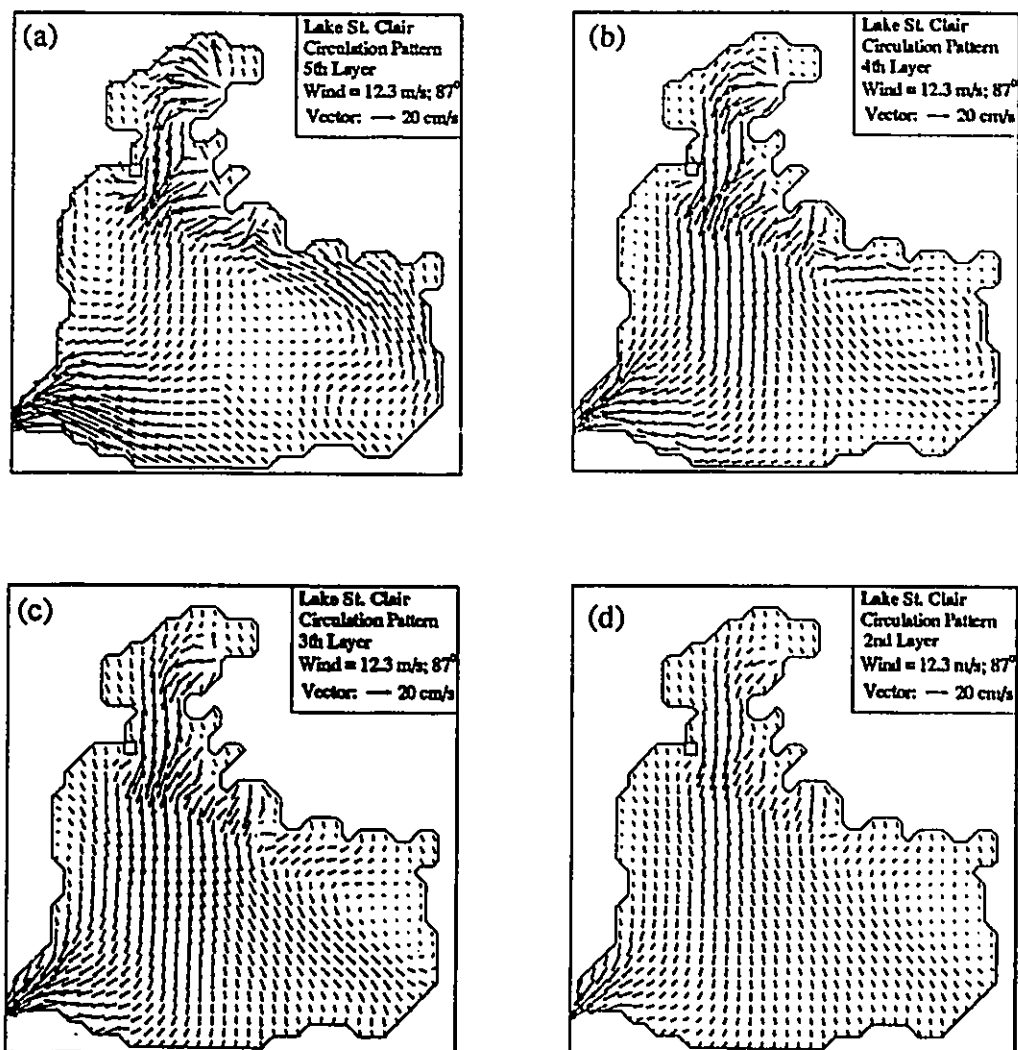 (a)
Lake St. Clair
Circulation Pattern
5th Layer
Wind = 12.3 m/s; 87°
Vector: → 20 cm/s
(b)
Lake St. Clair
Circulation Pattern
4th Layer
Wind = 12.3 m/s; 87°
Vector: → 20 cm/s
(c)
Lake St. Clair
Circulation Pattern
3th Layer
Wind = 12.3 m/s; 87°
Vector: → 20 cm/s
(d)
Lake St. Clair
Circulation Pattern
2nd Layer
Wind = 12.3 m/s; 87°
Vector: → 20 cm/s